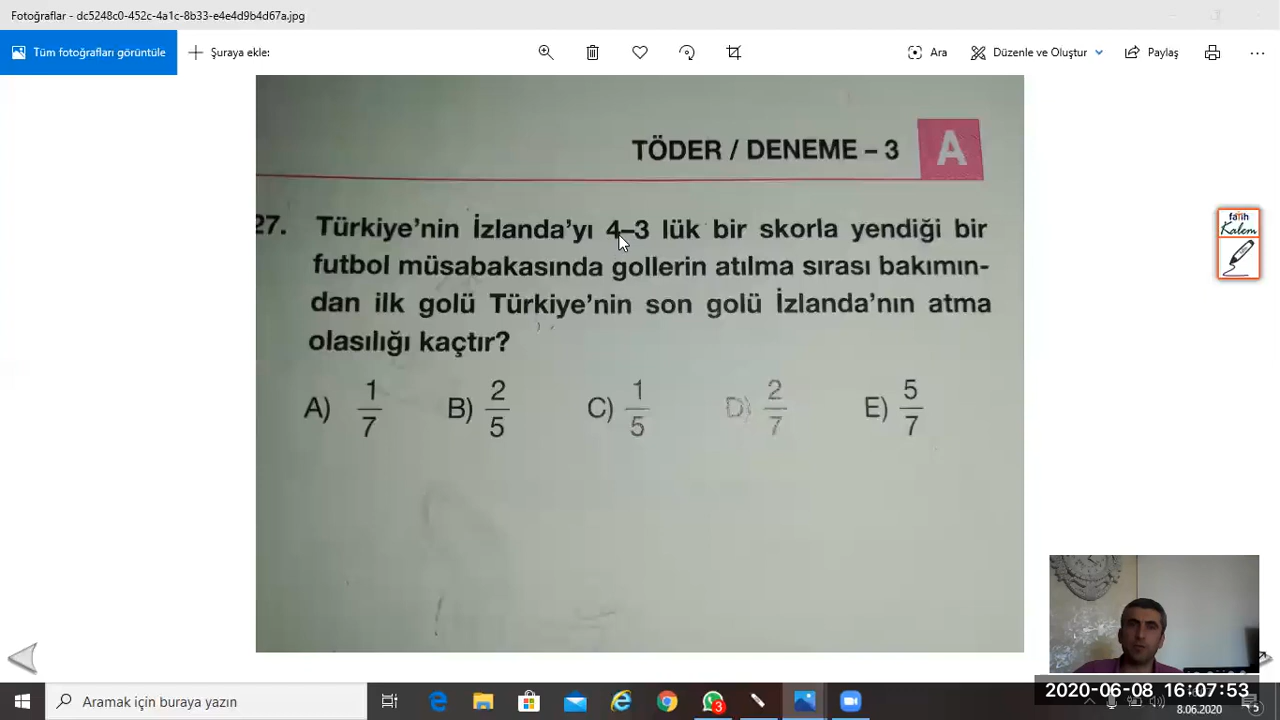 Fotoğraflar - dc5248c0-452c-4a1c-8b33-e4e4d9b4d67a.jpg
Tüm fotoğrafları görüntüle
Şuraya ekle:
Ara
Düzenle ve Oluştur
Paylaş
TÖDER / DENEME – 3 A
27. Türkiye'nin İzlanda'yı 4–3 lük bir skorla yendiği bir
futbol müsabakasında gollerin atılma sırası bakımın-
dan ilk golü Türkiye'nin son golü İzlanda'nın atma
olasılığı kaçtır?
A) 1/7 B) 2/5 C) 1/5 D) 2/7 E) 5/7
fatih
Kalem
Aramak için buraya yazın
3
2020-06-08 16:07:53
8.06.2020
5